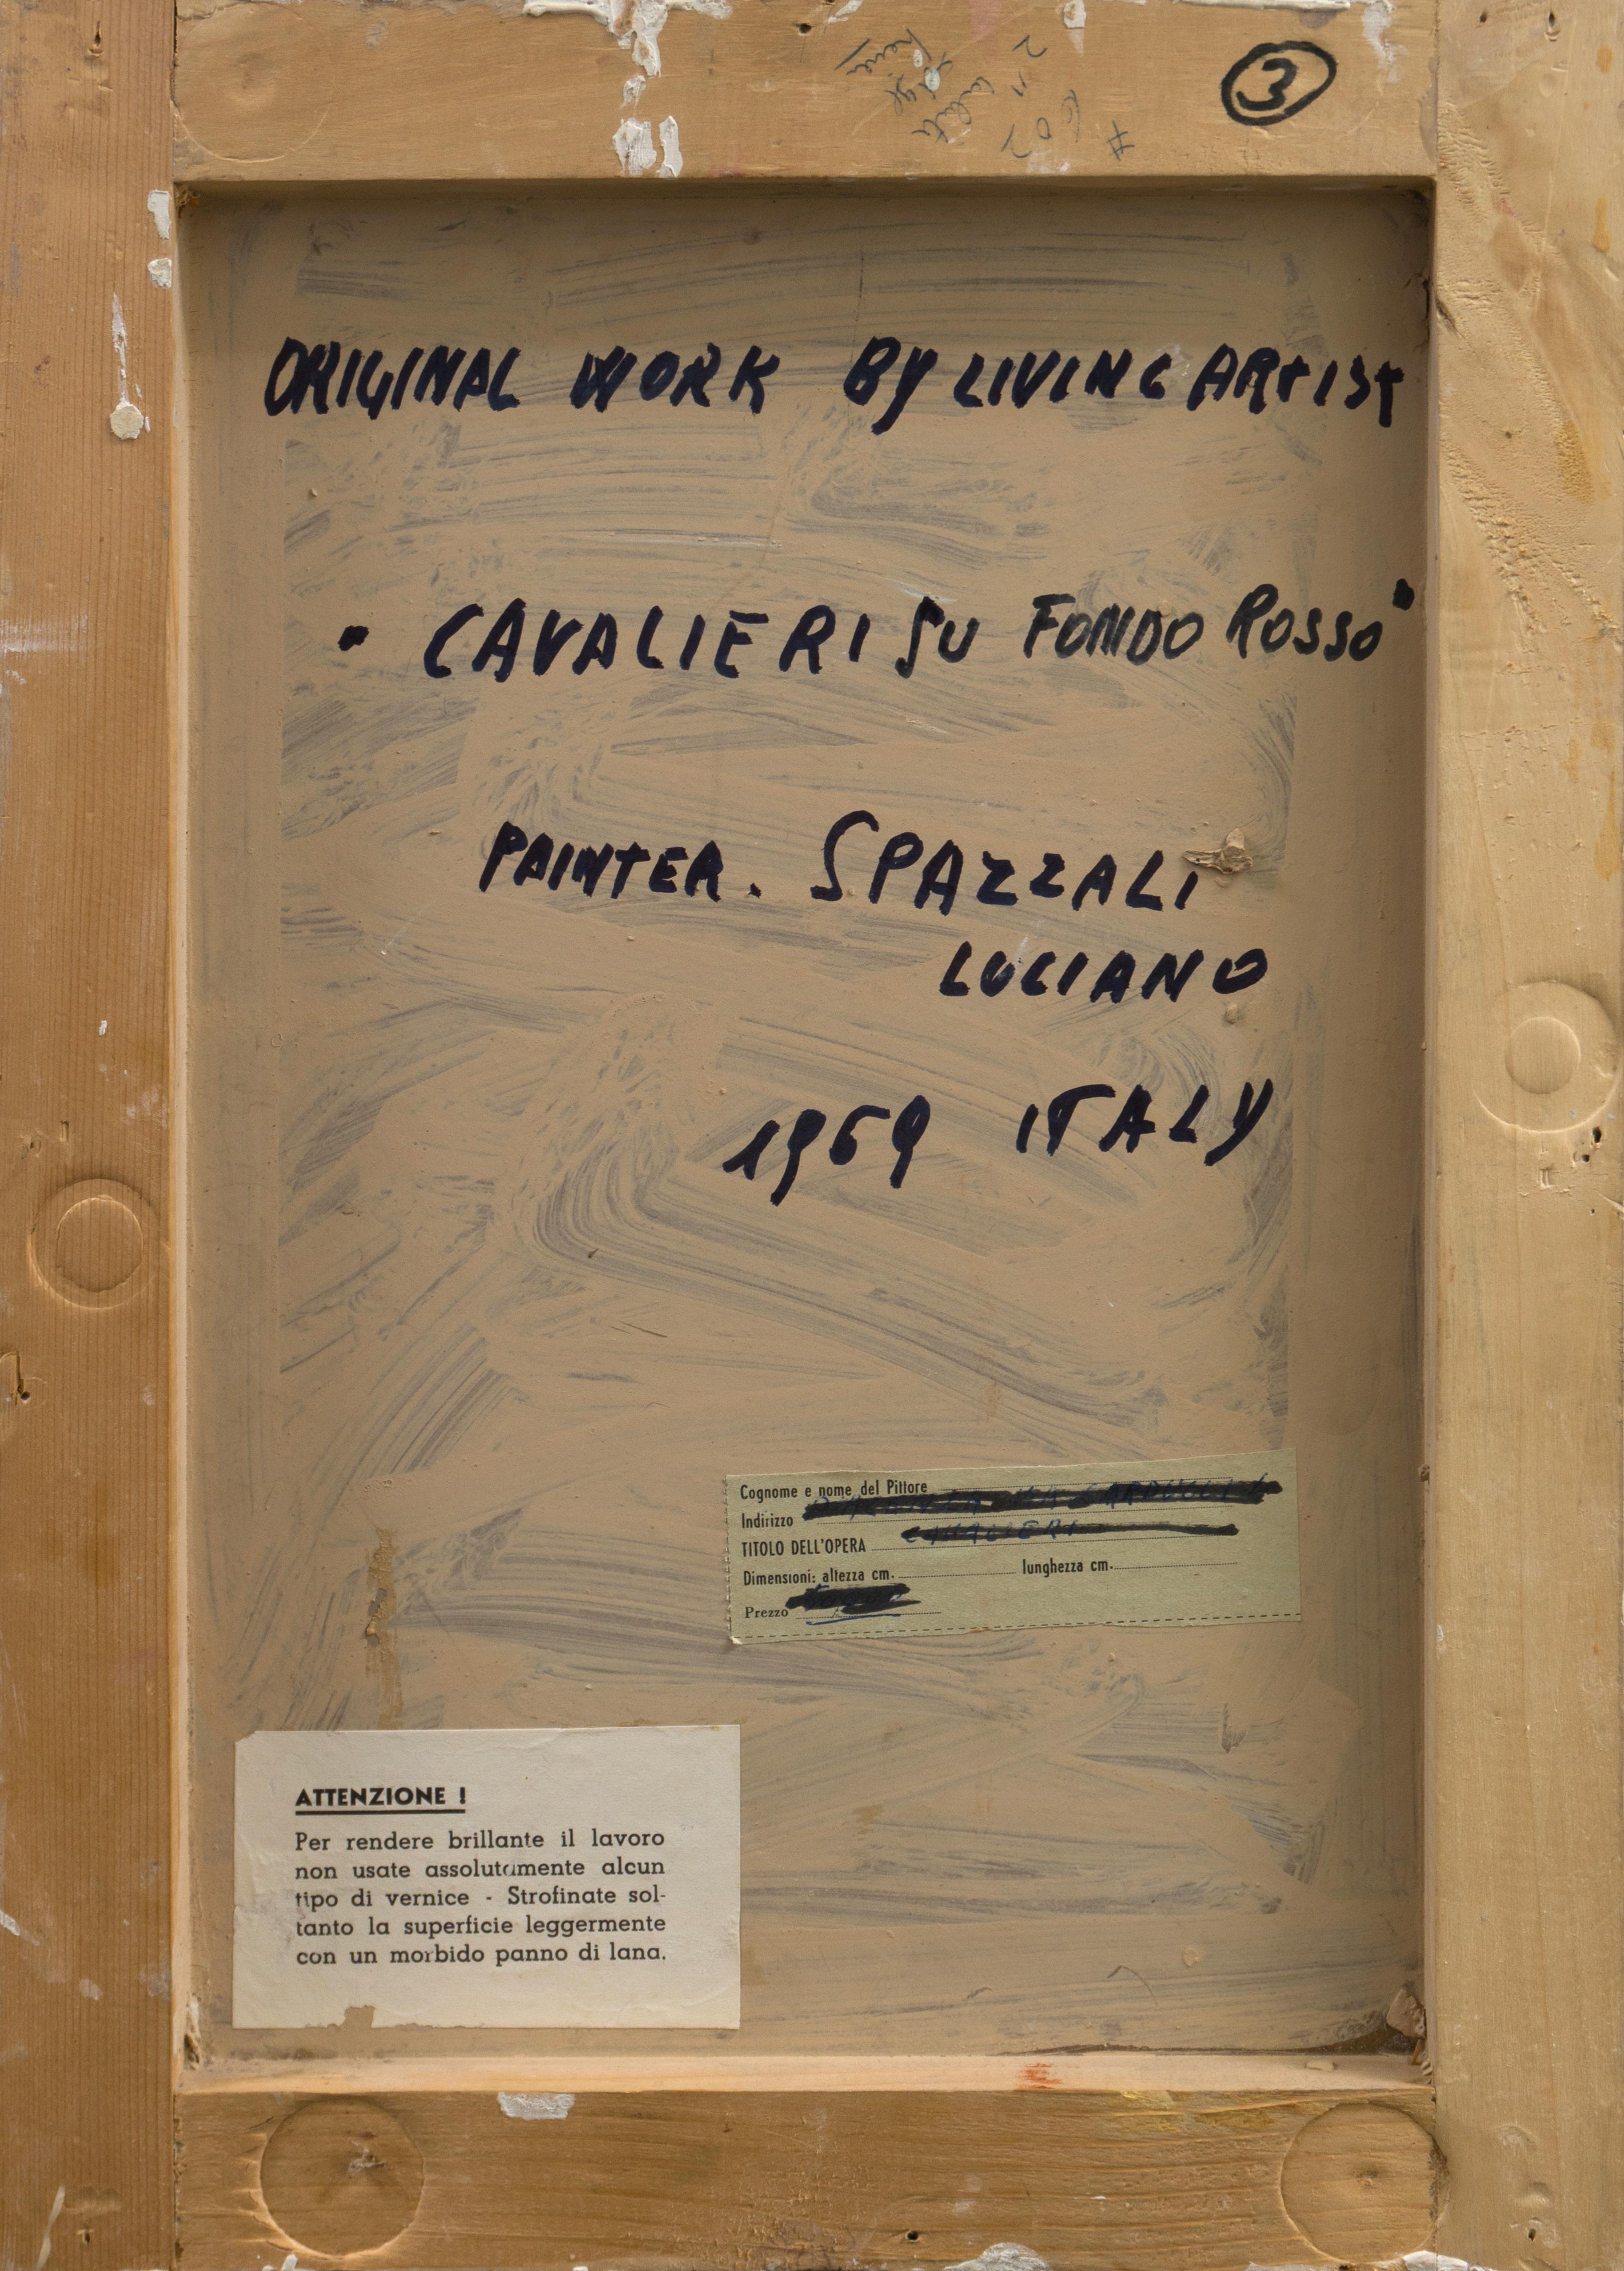 3
ORIGINAL WORK BY LIVING ARTIST
" CAVALIERI SU FONDO ROSSO"
PAINTER. SPAZZALI
LUCIANO
1969 ITALY
Cognome e nome del Pittore
Indirizzo
TITOLO DELL'OPERA CAVALIERI
Dimensioni: altezza cm. lunghezza cm.
Prezzo
ATTENZIONE !
Per rendere brillante il lavoro
non usate assolutamente alcun
tipo di vernice - Strofinate sol-
tanto la superficie leggermente
con un morbido panno di lana.